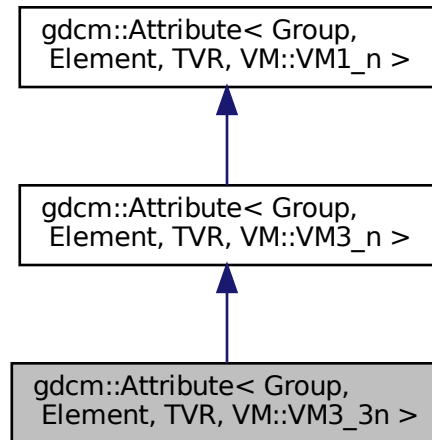 gdcm::Attribute< Group,
Element, TVR, VM::VM1_n >
gdcm::Attribute< Group,
Element, TVR, VM::VM3_n >
gdcm::Attribute< Group,
Element, TVR, VM::VM3_3n >